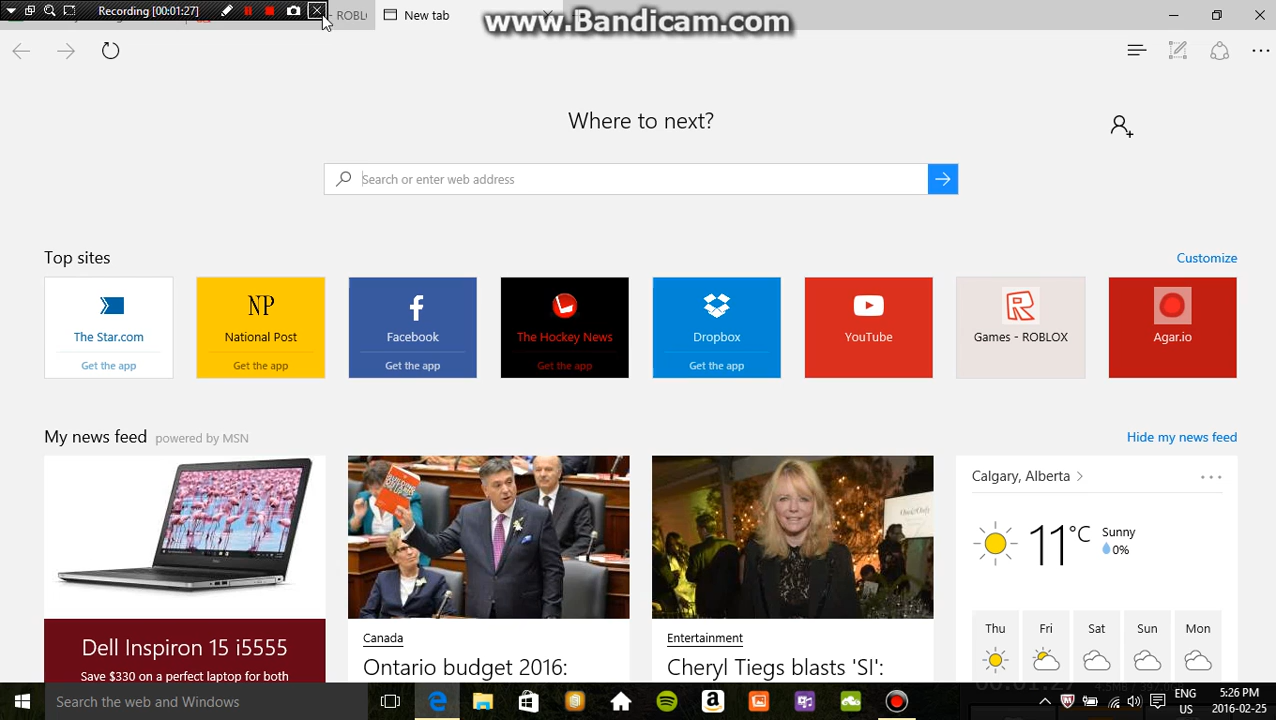 Recording [00:01:27]
- ROBL
New tab
www.Bandicam.com
Where to next?
Search or enter web address
Top sites
Customize
The Star.com
Get the app
NP
National Post
Get the app
Facebook
Get the app
The Hockey News
Get the app
Dropbox
Get the app
YouTube
Games - ROBLOX
Agar.io
My news feed powered by MSN
Hide my news feed
Dell Inspiron 15 i5555
Save $330 on a perfect laptop for both
Canada
Ontario budget 2016:
Entertainment
Cheryl Tiegs blasts 'SI':
Calgary, Alberta
11°C
Sunny
0%
Thu
Fri
Sat
Sun
Mon
Search the web and Windows
ENG
US
5:26 PM
2016-02-25